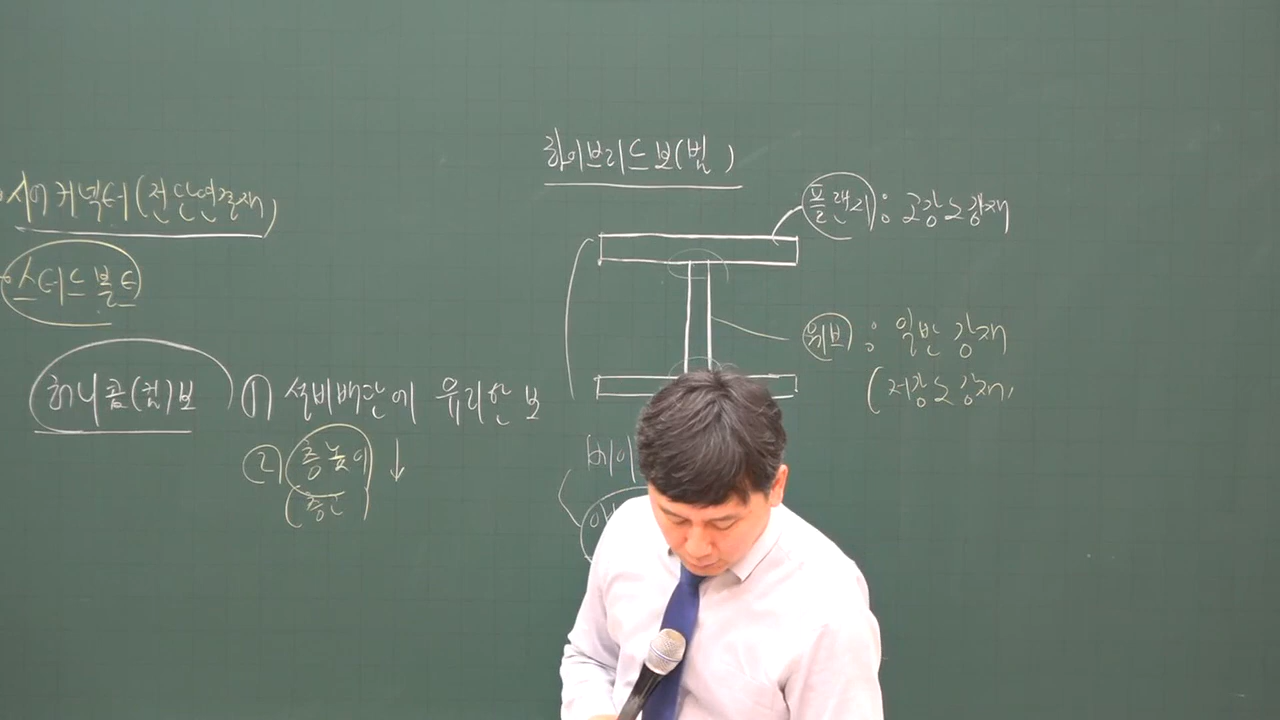 시어커넥터(전단연결재)
스터드볼트
허니콤(컴)보 ① 설비배관에 유리한 보
② 층높이 ↓
(층고)
하이브리드 보(빔)
플랜지 : 고강도강재
웨브 : 일반 강재
(저강도강재)